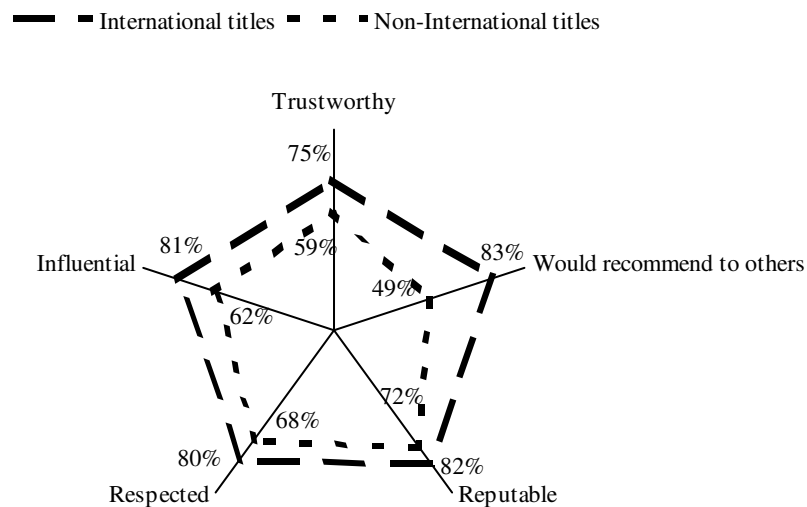 International titles Non-International titles
Trustworthy
75%
81% 83%
59%
Influential Would recommend to others
49%
62%
72%
68%
80% 82%
Respected Reputable